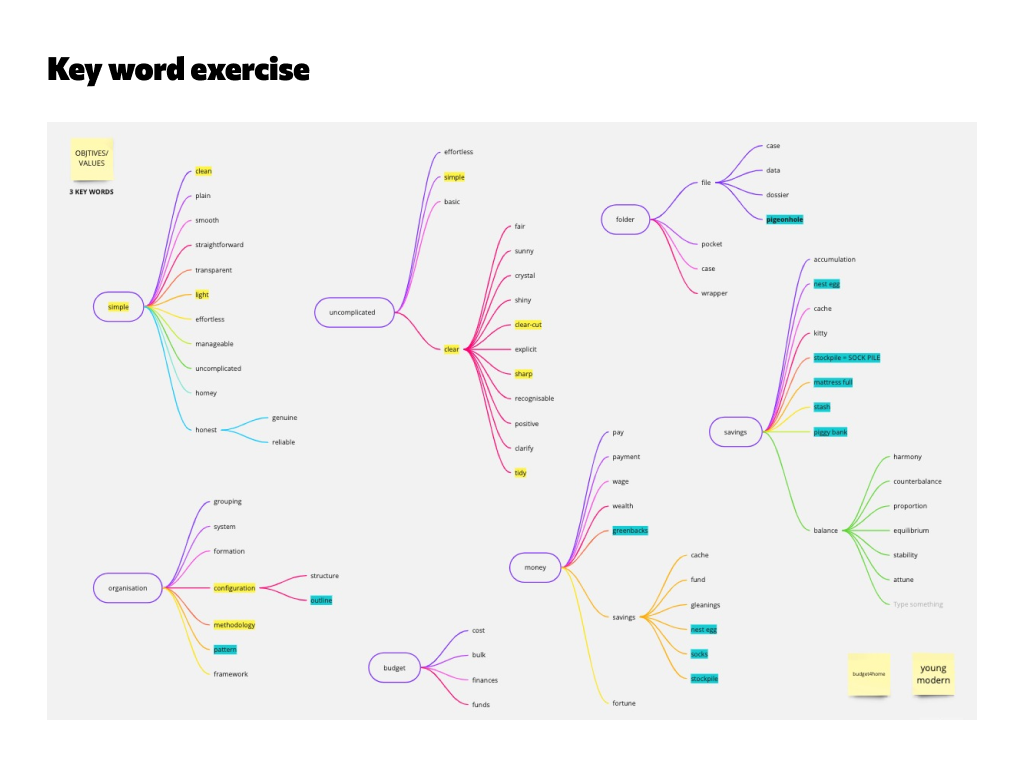 Key word exercise
OBJTIVES/
VALUES
3 KEY WORDS
simple
clean
plain
smooth
straightforward
transparent
light
effortless
manageable
uncomplicated
homey
honest
genuine
reliable
uncomplicated
effortless
simple
basic
clear
fair
sunny
crystal
shiny
clear-cut
explicit
sharp
recognisable
positive
clarify
tidy
folder
file
case
data
dossier
pigeonhole
pocket
case
wrapper
savings
accumulation
nest egg
cache
kitty
stockpile = SOCK PILE
mattress full
stash
piggy bank
balance
harmony
counterbalance
proportion
equilibrium
stability
attune
Type something
organisation
grouping
system
formation
configuration
structure
outline
methodology
pattern
framework
budget
cost
bulk
finances
funds
money
pay
payment
wage
wealth
greenbacks
savings
cache
fund
gleanings
nest egg
socks
stockpile
fortune
budget4home
young
modern